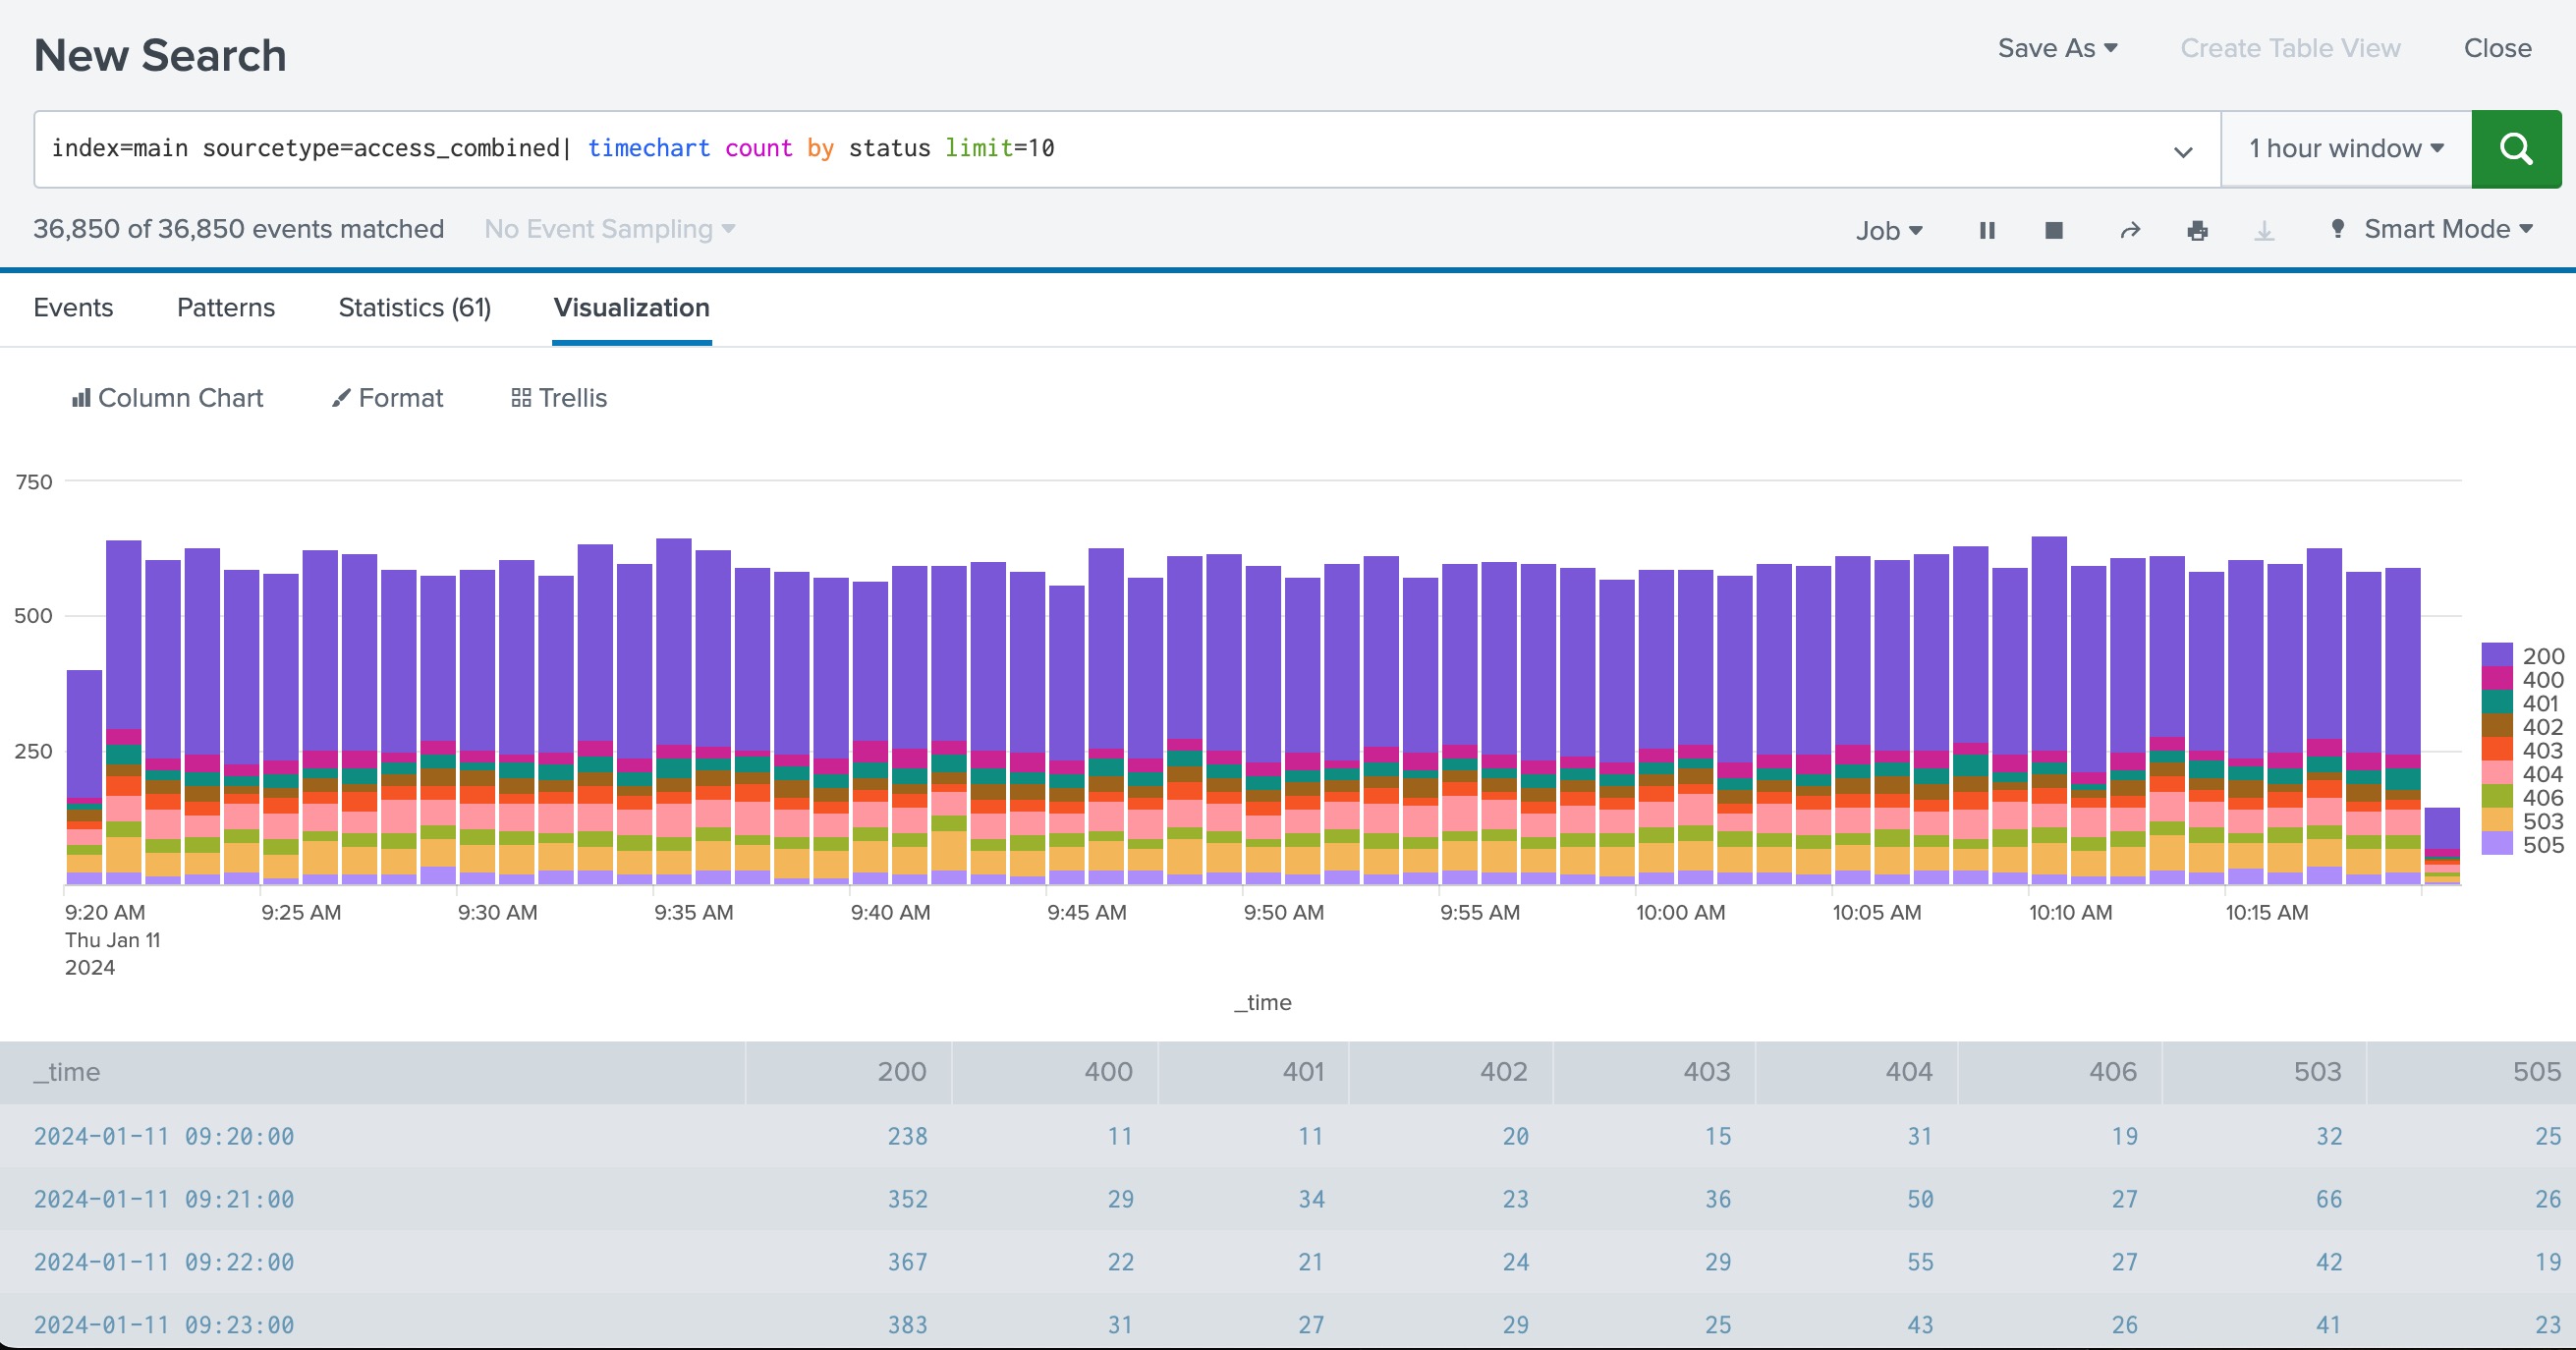 New Search
Save As Create Table View Close
index=main sourcetype=access_combined| timechart count by status limit=10
1 hour window
36,850 of 36,850 events matched No Event Sampling
Job Smart Mode
Events Patterns Statistics (61) Visualization
Column Chart Format Trellis
750
500
250
200
400
401
402
403
404
406
503
505
9:20 AM 9:25 AM 9:30 AM 9:35 AM 9:40 AM 9:45 AM 9:50 AM 9:55 AM 10:00 AM 10:05 AM 10:10 AM 10:15 AM
Thu Jan 11
2024
_time
_time 200 400 401 402 403 404 406 503 505
2024-01-11 09:20:00 238 11 11 20 15 31 19 32 25
2024-01-11 09:21:00 352 29 34 23 36 50 27 66 26
2024-01-11 09:22:00 367 22 21 24 29 55 27 42 19
2024-01-11 09:23:00 383 31 27 29 25 43 26 41 23